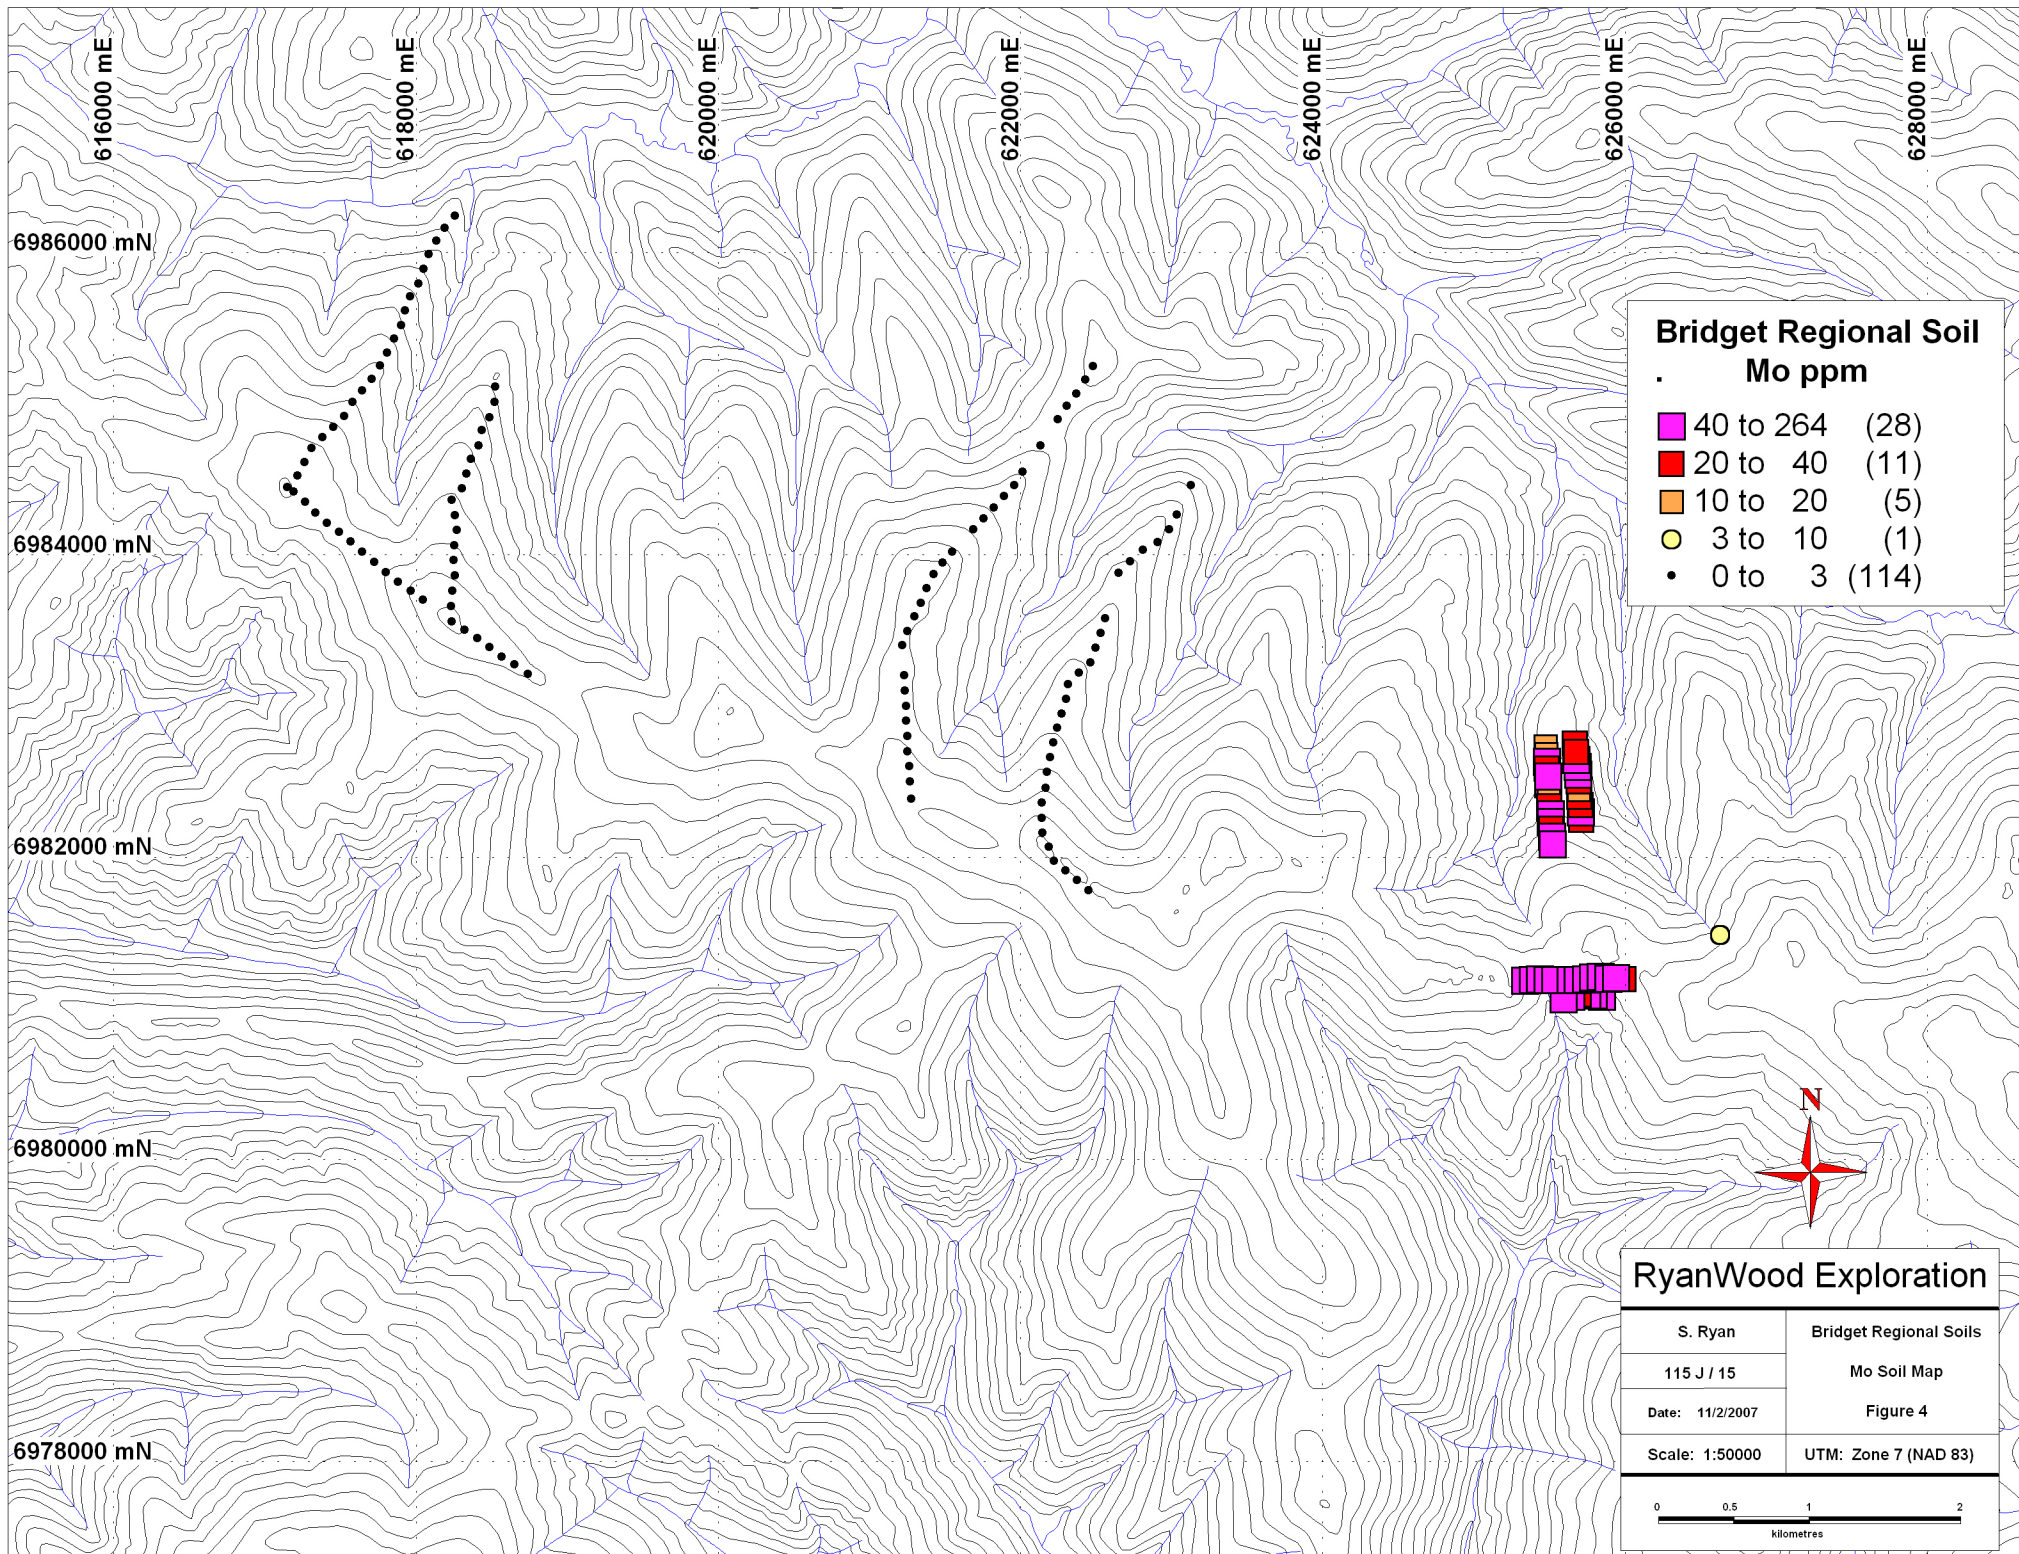 616000 mE
618000 mE
620000 mE
622000 mE
624000 mE
626000 mE
628000 mE
6986000 mN
6984000 mN
6982000 mN
6980000 mN
6978000 mN
Bridget Regional Soil
. Mo ppm
40 to 264 (28)
20 to 40 (11)
10 to 20 (5)
3 to 10 (1)
0 to 3 (114)
N
RyanWood Exploration
S. Ryan
Bridget Regional Soils
115 J / 15
Mo Soil Map
Date: 11/2/2007
Figure 4
Scale: 1:50000
UTM: Zone 7 (NAD 83)
0 0.5 1 2
kilometres